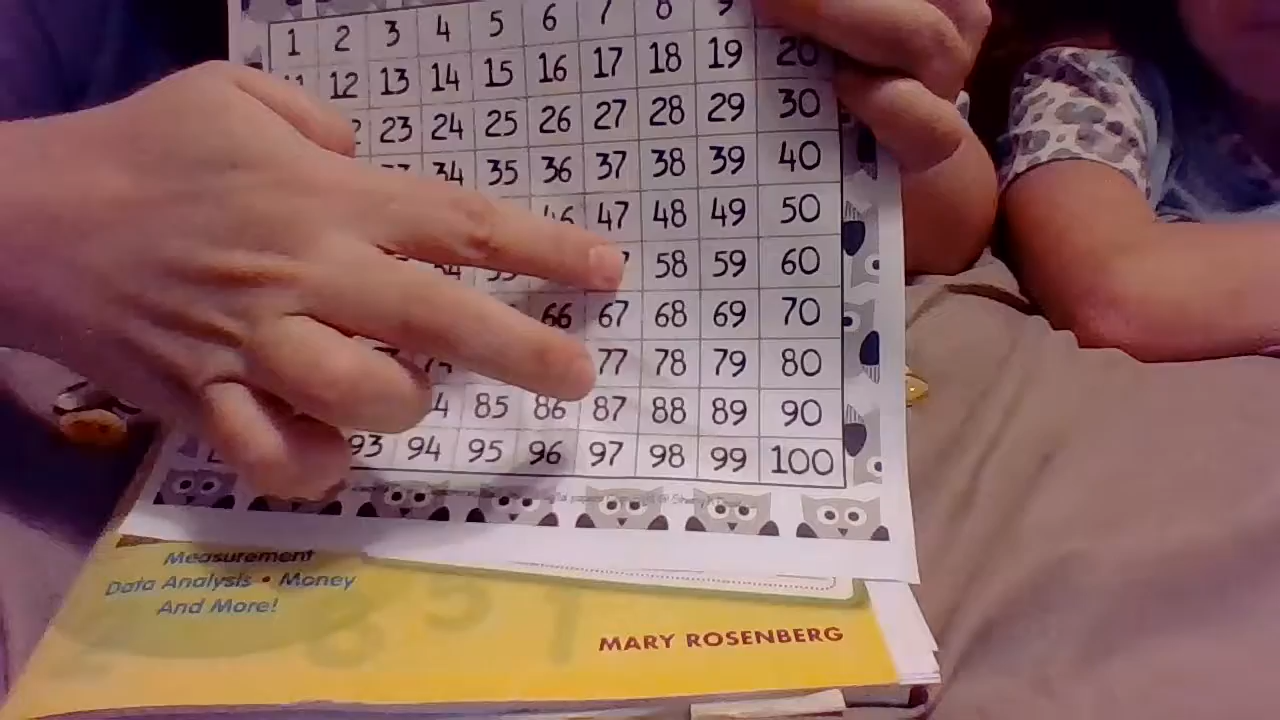 1 2 3 4 5 6 7 8 9
12 13 14 15 16 17 18 19 20
23 24 25 26 27 28 29 30
34 35 36 37 38 39 40
46 47 48 49 50
58 59 60
66 67 68 69 70
77 78 79 80
85 86 87 88 89 90
93 94 95 96 97 98 99 100
Measurement
Data Analysis • Money
And More!
MARY ROSENBERG